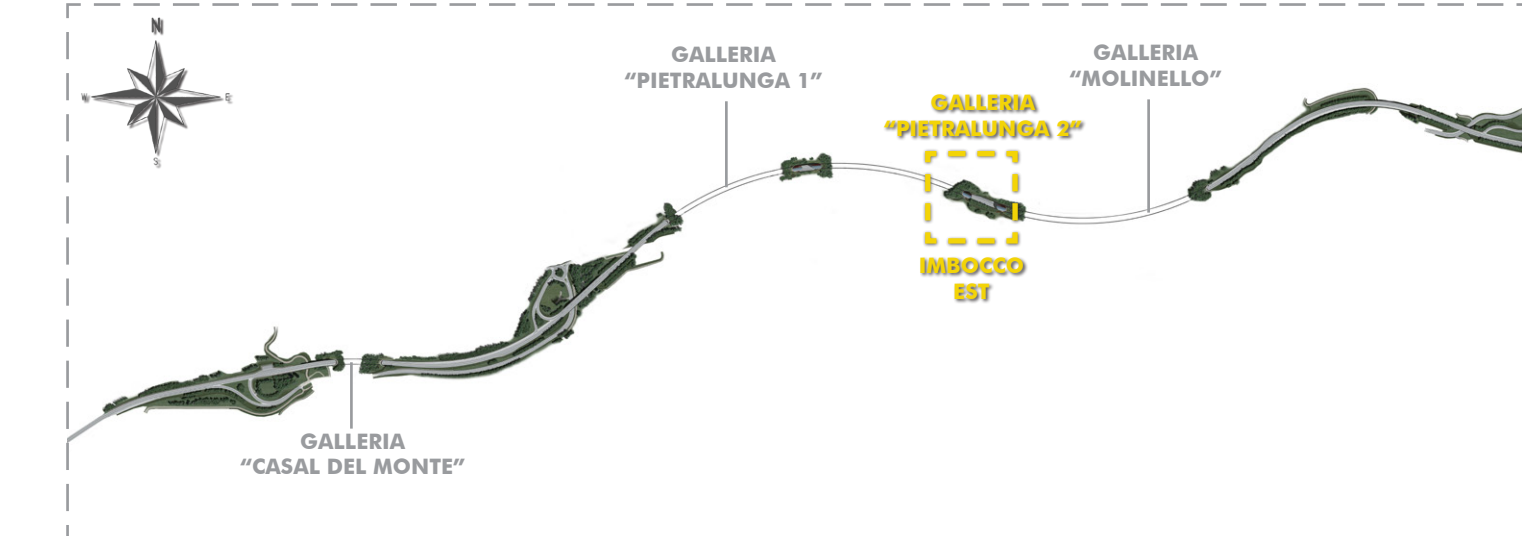 N
W
E
S
GALLERIA
“PIETRALUNGA 1”
GALLERIA
“MOLINELLO”
GALLERIA
“PIETRALUNGA 2”
IMBOCCO
EST
GALLERIA
“CASAL DEL MONTE”